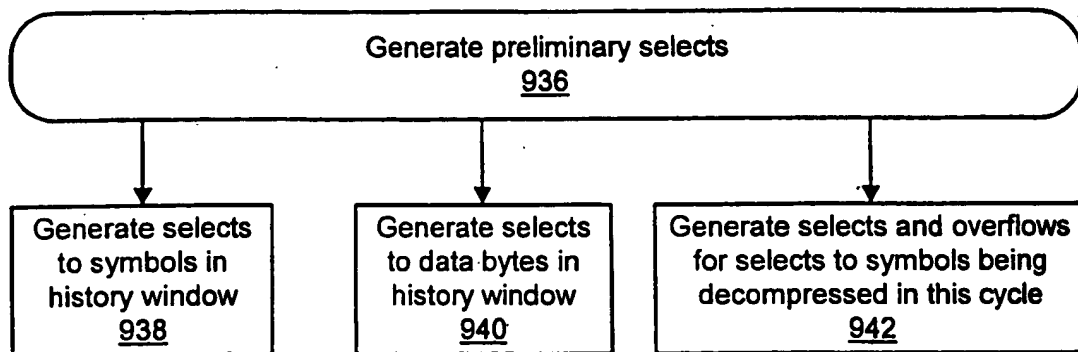 Generate preliminary selects
936
Generate selects
to symbols in
history window
938
Generate selects
to data bytes in
history window
940
Generate selects and overflows
for selects to symbols being
decompressed in this cycle
942